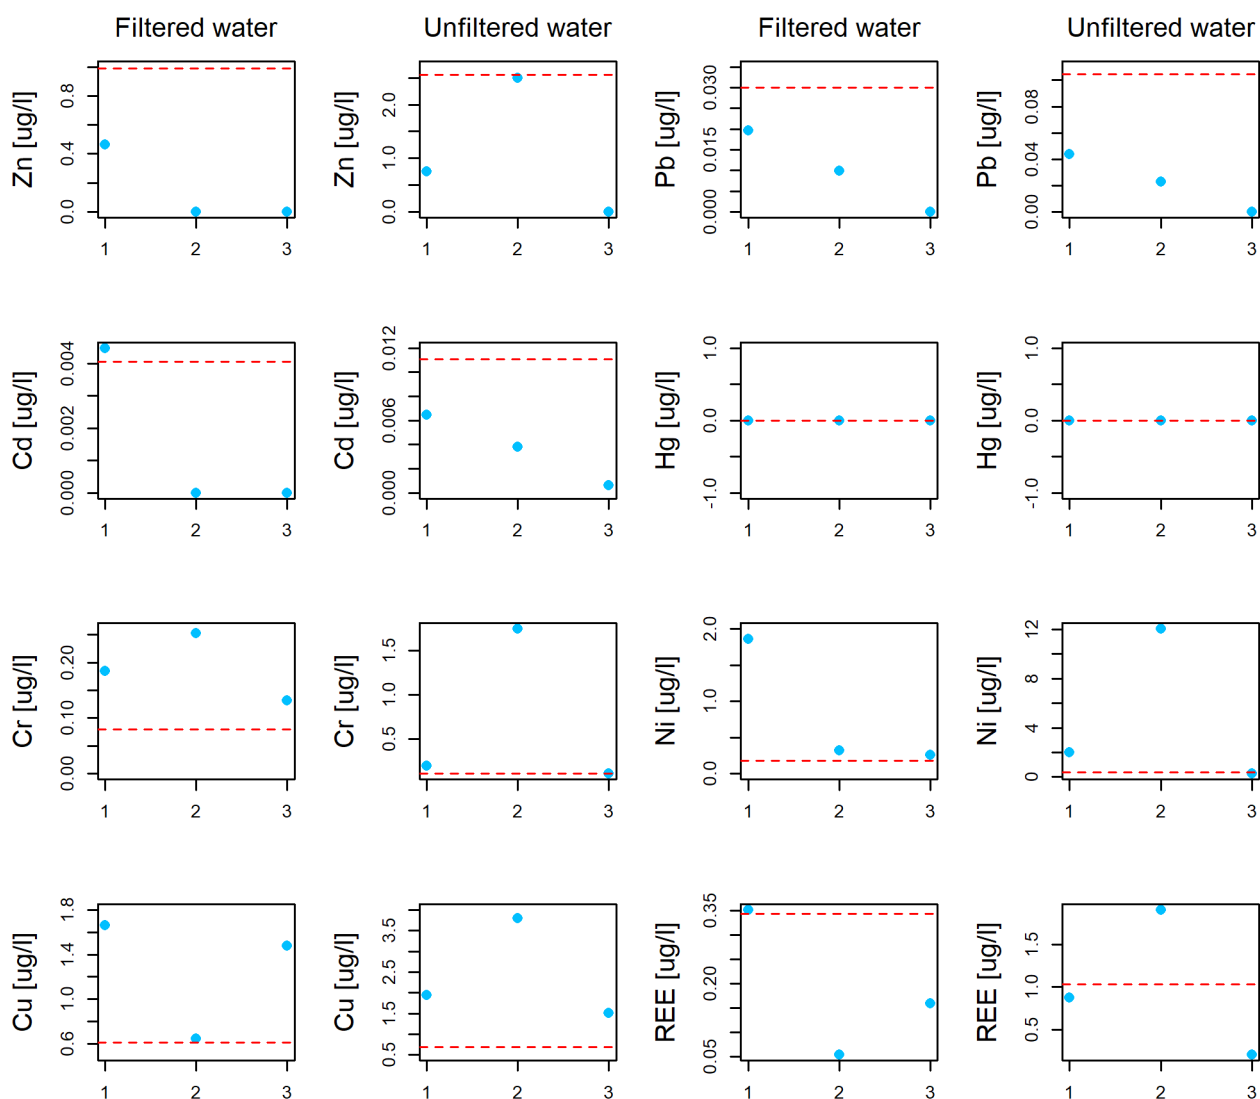 Filtered water Unfiltered water Filtered water Unfiltered water
Zn [ug/l] 0.0 0.4 0.8 1 2 3
Zn [ug/l] 0.0 1.0 2.0 1 2 3
Pb [ug/l] 0.000 0.015 0.030 1 2 3
Pb [ug/l] 0.00 0.04 0.08 1 2 3
Cd [ug/l] 0.000 0.002 0.004 1 2 3
Cd [ug/l] 0.000 0.006 0.012 1 2 3
Hg [ug/l] -1.0 0.0 1.0 1 2 3
Hg [ug/l] -1.0 0.0 1.0 1 2 3
Cr [ug/l] 0.00 0.10 0.20 1 2 3
Cr [ug/l] 0.5 1.0 1.5 1 2 3
Ni [ug/l] 0.0 1.0 2.0 1 2 3
Ni [ug/l] 0 4 8 12 1 2 3
Cu [ug/l] 0.6 1.0 1.4 1.8 1 2 3
Cu [ug/l] 0.5 1.5 2.5 3.5 1 2 3
REE [ug/l] 0.05 0.20 0.35 1 2 3
REE [ug/l] 0.5 1.0 1.5 1 2 3